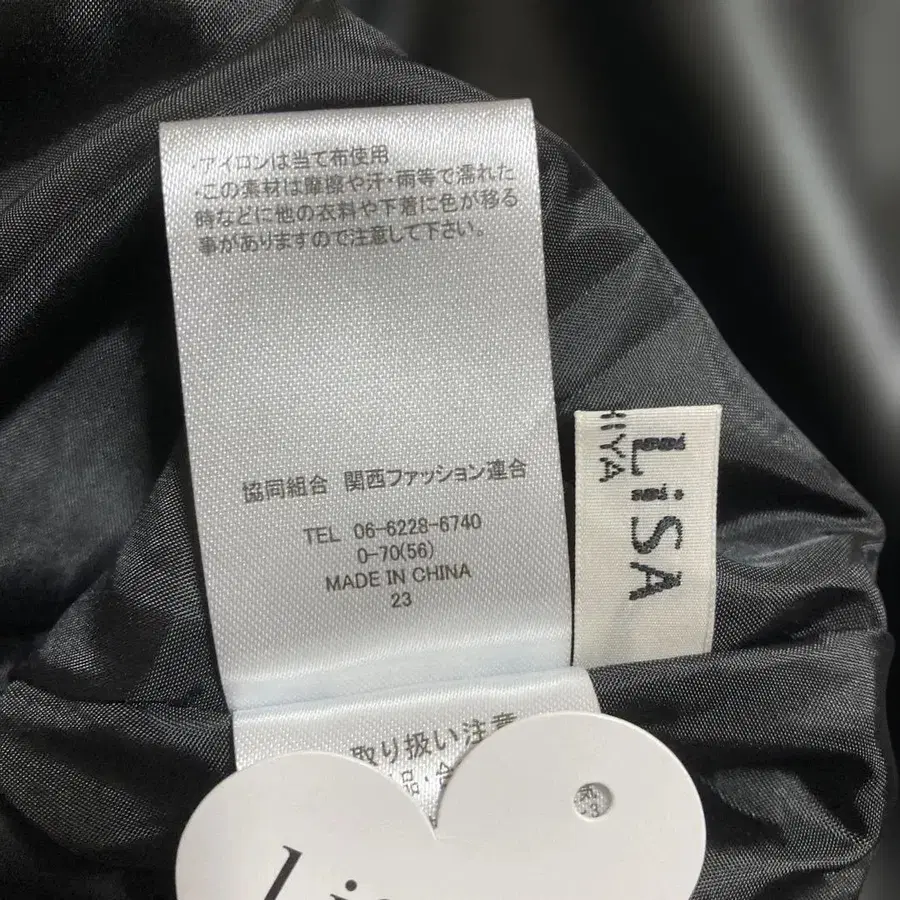 ・アイロンは当て布使用
・この素材は摩擦や汗・雨等で濡れた
時などに他の衣料や下着に色が移る
事がありますので注意して下さい。
協同組合 関西ファッション連合
TEL 06-6228-6740
0-70(56)
MADE IN CHINA
23
LiSA
HIYA
取り扱い注意
品・合
Li